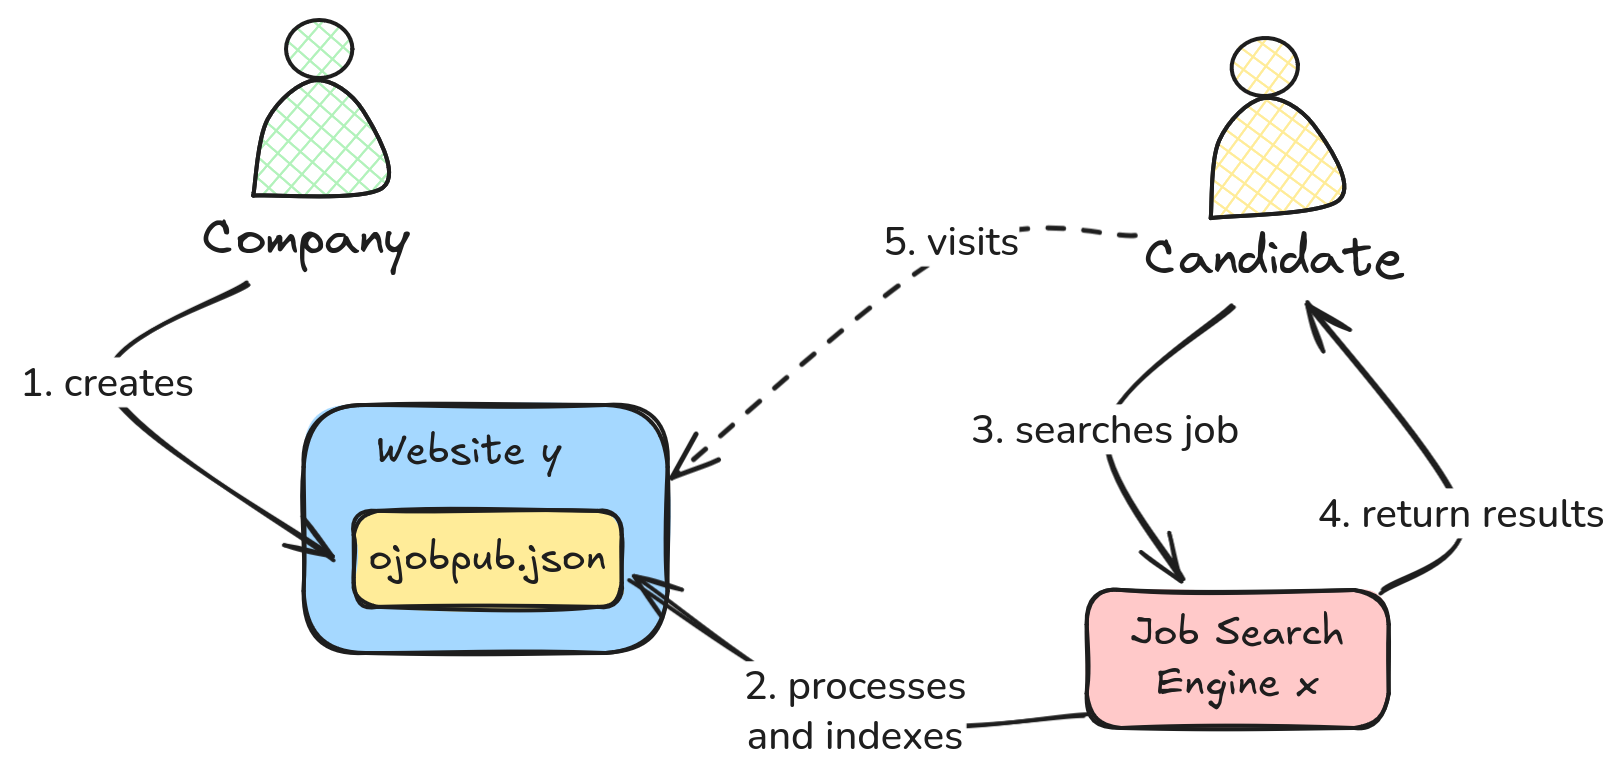 Company
Candidate
5. visits
1. creates
3. searches job
Website y
4. return results
ojobpub.json
Job Search
Engine x
2. processes
and indexes